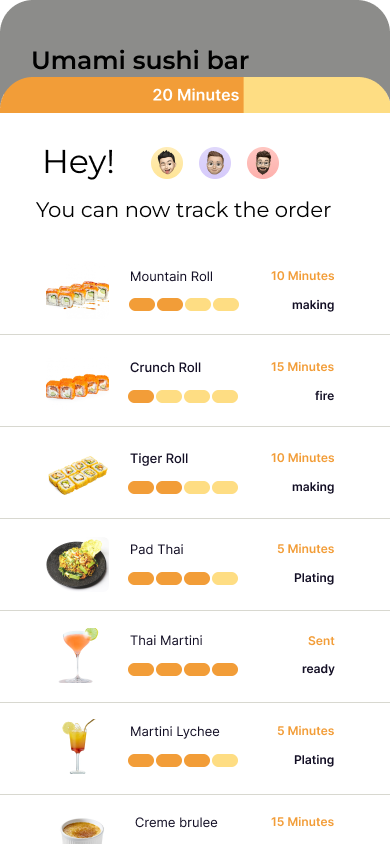 Umami sushi bar
20 Minutes
Hey!
You can now track the order
Mountain Roll
10 Minutes
making
Crunch Roll
15 Minutes
fire
Tiger Roll
10 Minutes
making
Pad Thai
5 Minutes
Plating
Thai Martini
Sent
ready
Martini Lychee
5 Minutes
Plating
Creme brulee
15 Minutes